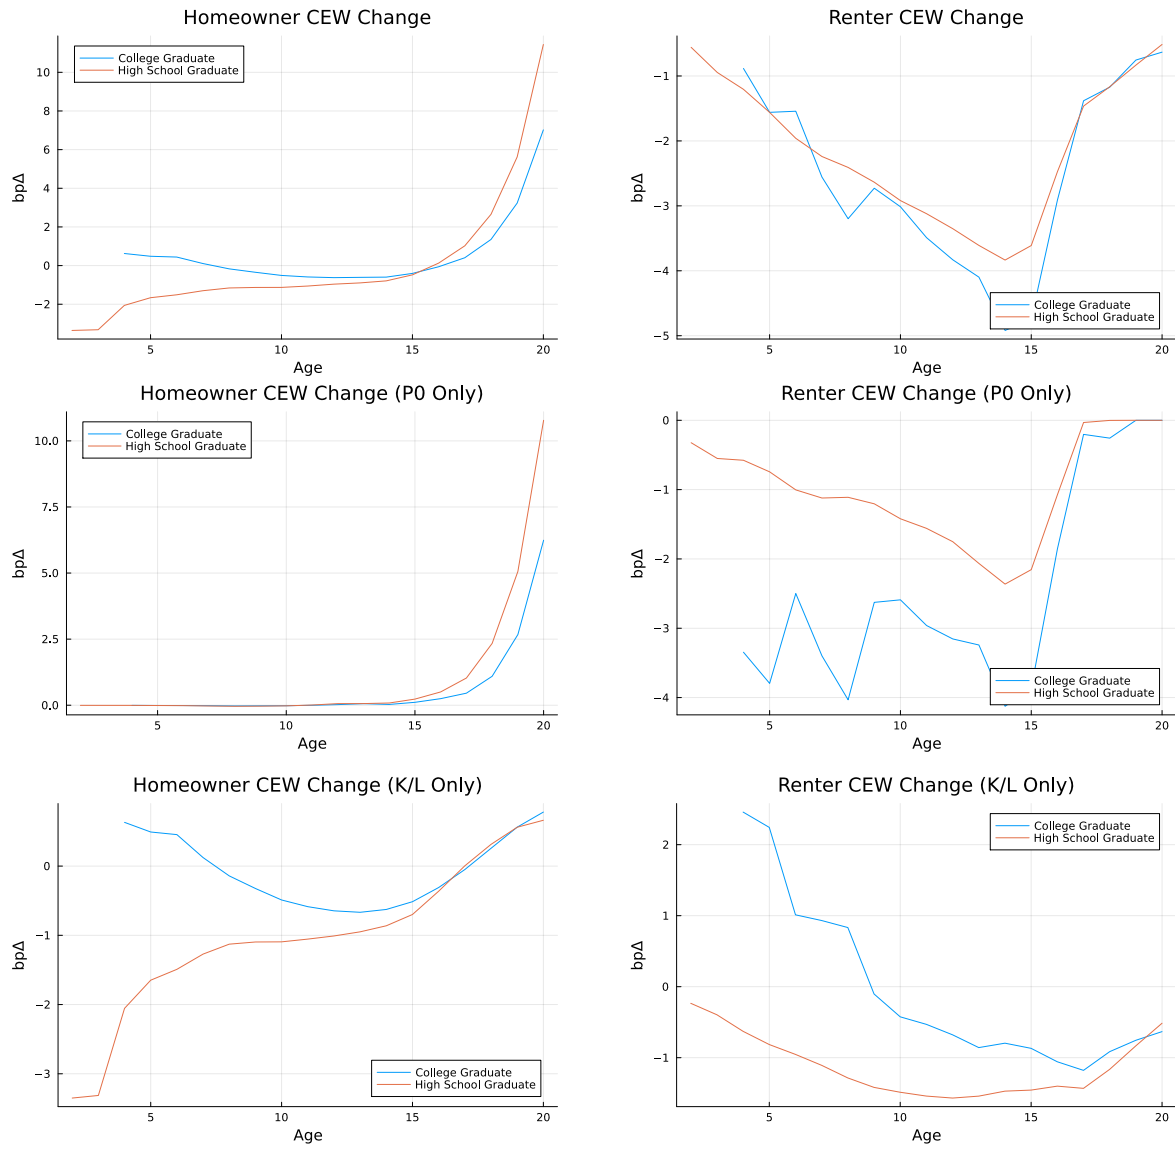 Homeowner CEW Change
bpΔ
10
8
6
4
2
0
−2
College Graduate
High School Graduate
5
10
15
20
Age
Renter CEW Change
bpΔ
−1
−2
−3
−4
−5
College Graduate
High School Graduate
5
10
15
20
Age
Homeowner CEW Change (P0 Only)
bpΔ
10.0
7.5
5.0
2.5
0.0
College Graduate
High School Graduate
5
10
15
20
Age
Renter CEW Change (P0 Only)
bpΔ
0
−1
−2
−3
−4
College Graduate
High School Graduate
5
10
15
20
Age
Homeowner CEW Change (K/L Only)
bpΔ
0
−1
−2
−3
College Graduate
High School Graduate
5
10
15
20
Age
Renter CEW Change (K/L Only)
bpΔ
2
1
0
−1
College Graduate
High School Graduate
5
10
15
20
Age